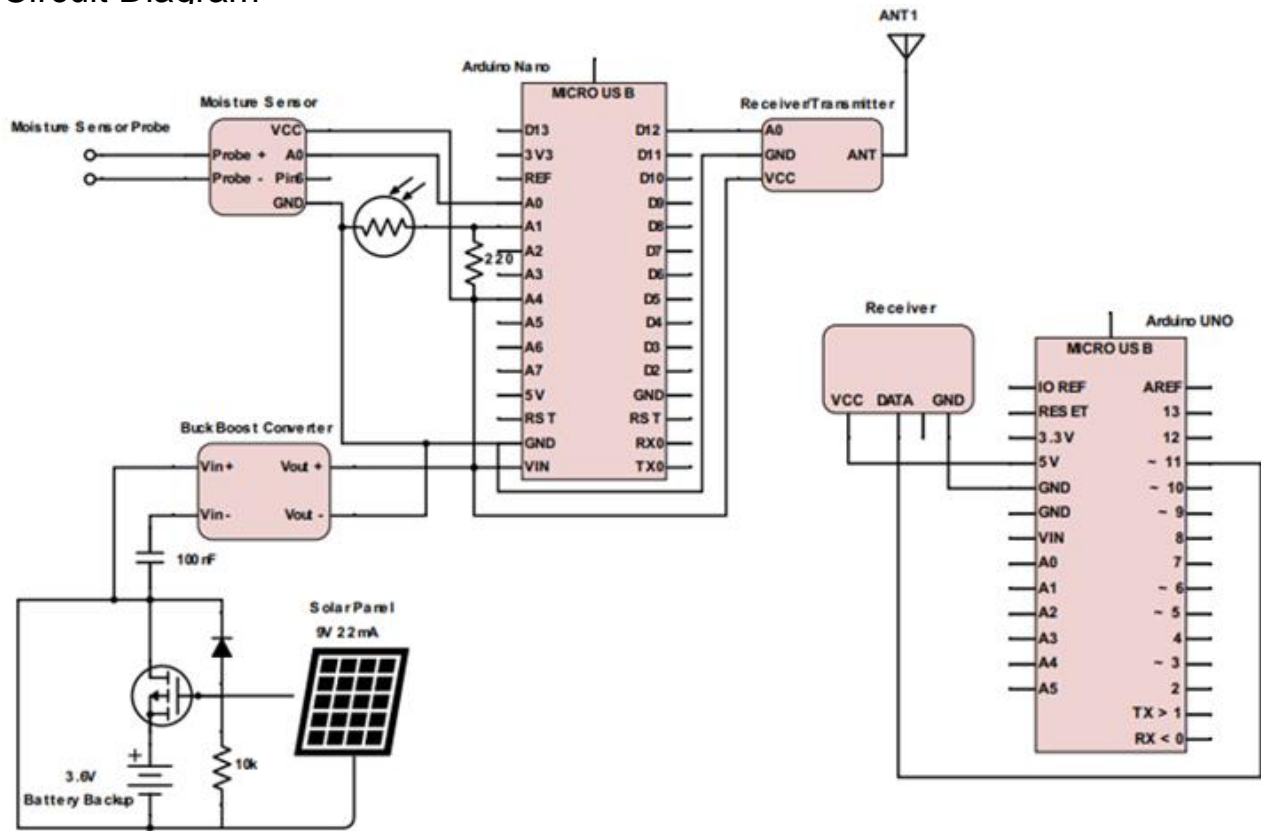 Circuit Diagram
ANT1
Arduino Nano
MICRO USB
Moisture Sensor
Receiver/Transmitter
Moisture Sensor Probe
VCC
Probe + A0
Probe - Pin6
GND
D13 D12
3V3 D11
REF D10
A0 D9
A1 D8
A2 D7
A3 D6
A4 D5
A5 D4
A6 D3
A7 D2
5V GND
RST RST
GND RX0
VIN TX0
A0
GND ANT
VCC
220
Receiver
VCC DATA GND
Arduino UNO
MICRO USB
IO REF AREF
RESET 13
3.3V 12
5V ~ 11
GND ~ 10
GND ~ 9
VIN 8
A0 7
A1 ~ 6
A2 ~ 5
A3 4
A4 ~ 3
A5 2
TX > 1
RX < 0
BuckBoost Converter
Vin+ Vout +
Vin- Vout -
100nF
Solar Panel
9V 22mA
+
10k
3.6V
Battery Backup